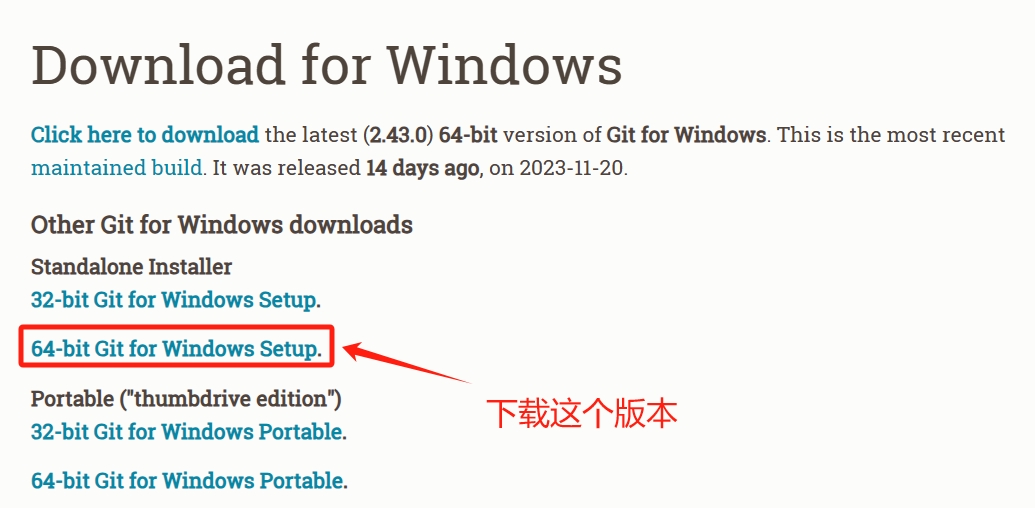 Download for Windows
Click here to download the latest (2.43.0) 64-bit version of Git for Windows. This is the most recent
maintained build. It was released 14 days ago, on 2023-11-20.
Other Git for Windows downloads
Standalone Installer
32-bit Git for Windows Setup.
64-bit Git for Windows Setup.
Portable ("thumbdrive edition")
下载这个版本
32-bit Git for Windows Portable.
64-bit Git for Windows Portable.